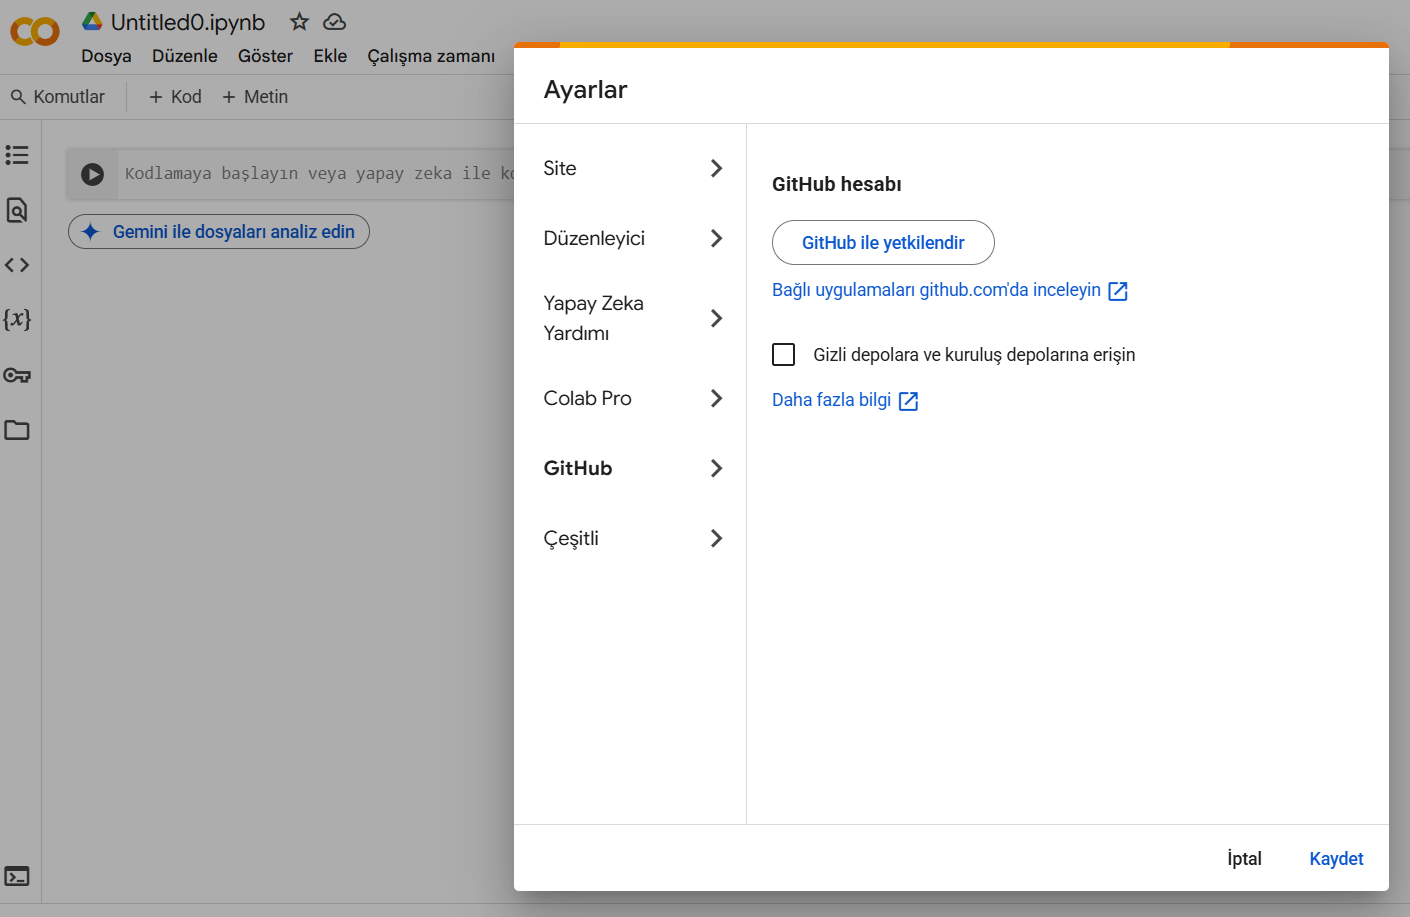 Untitled0.ipynb
Dosya Düzenle Göster Ekle Çalışma zamanı
Komutlar + Kod + Metin
Kodlamaya başlayın veya yapay zeka ile
Gemini ile dosyaları analiz edin
Ayarlar
Site
Düzenleyici
Yapay Zeka
Yardımı
Colab Pro
GitHub
Çeşitli
GitHub hesabı
GitHub ile yetkilendir
Bağlı uygulamaları github.com'da inceleyin
Gizli depolara ve kuruluş depolarına erişin
Daha fazla bilgi
İptal Kaydet